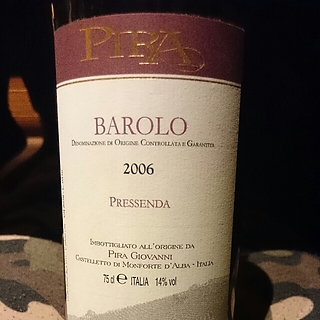 PIRA
BAROLO
DENOMINAZIONE DI ORIGINE CONTROLLATA E GARANTITA
2006
PRESSENDA
IMBOTTIGLIATO ALL'ORIGINE DA
PIRA GIOVANNI
CASTELLETTO DI MONFORTE D'ALBA - ITALIA
75 cl e ITALIA 14% vol